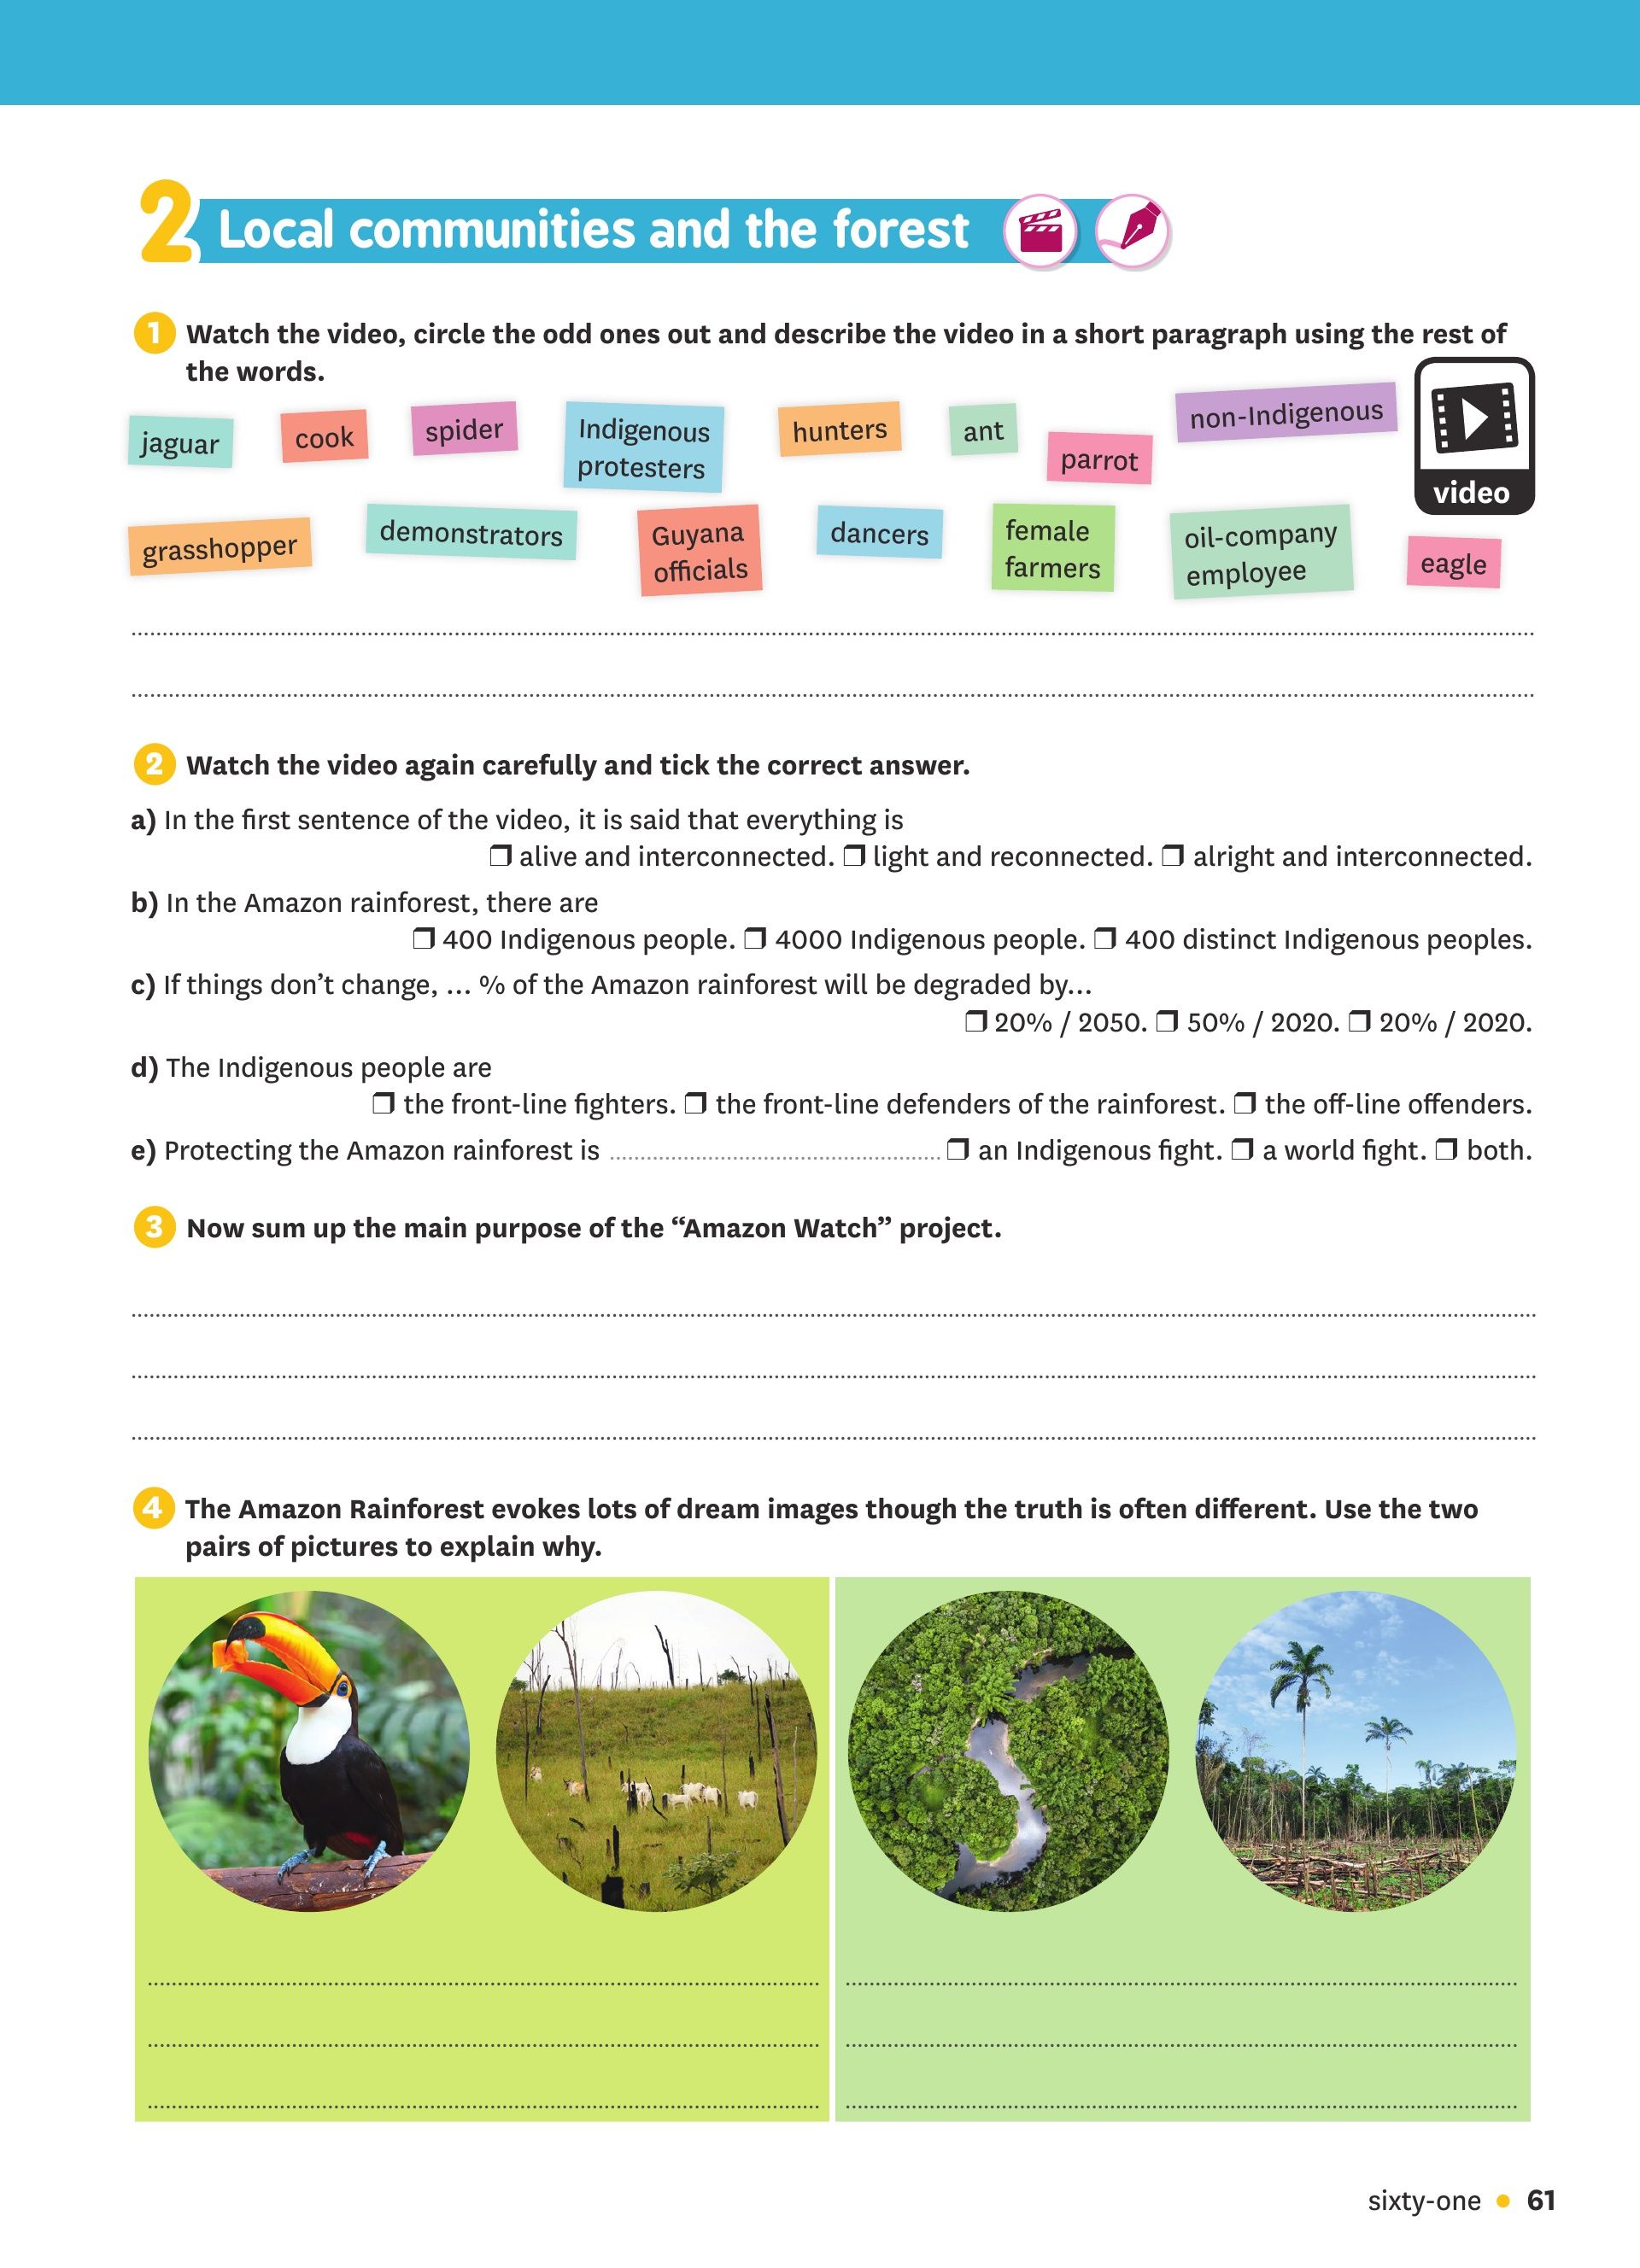 2 Local communities and the forest
1 Watch the video, circle the odd ones out and describe the video in a short paragraph using the rest of
the words.
jaguar
cook
spider
Indigenous
protesters
hunters
ant
parrot
non-Indigenous
video
grasshopper
demonstrators
Guyana
officials
dancers
female
farmers
oil-company
employee
eagle
2 Watch the video again carefully and tick the correct answer.
a) In the first sentence of the video, it is said that everything is
❒ alive and interconnected. ❒ light and reconnected. ❒ alright and interconnected.
b) In the Amazon rainforest, there are
❒ 400 Indigenous people. ❒ 4000 Indigenous people. ❒ 400 distinct Indigenous peoples.
c) If things don’t change, … % of the Amazon rainforest will be degraded by…
❒ 20% / 2050. ❒ 50% / 2020. ❒ 20% / 2020.
d) The Indigenous people are
❒ the front-line fighters. ❒ the front-line defenders of the rainforest. ❒ the off-line offenders.
e) Protecting the Amazon rainforest is ........................................ ❒ an Indigenous fight. ❒ a world fight. ❒ both.
3 Now sum up the main purpose of the “Amazon Watch” project.
4 The Amazon Rainforest evokes lots of dream images though the truth is often different. Use the two
pairs of pictures to explain why.
sixty-one • 61